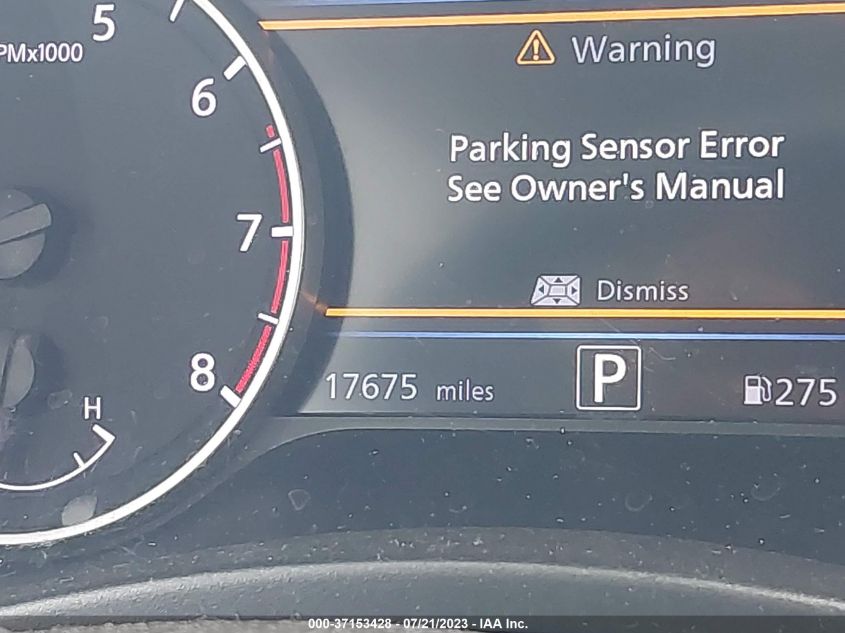 5
PMx1000
6
7
8
H
Warning
Parking Sensor Error
See Owner's Manual
Dismiss
17675 miles
P
275
000-37153428 - 07/21/2023 - IAA Inc.